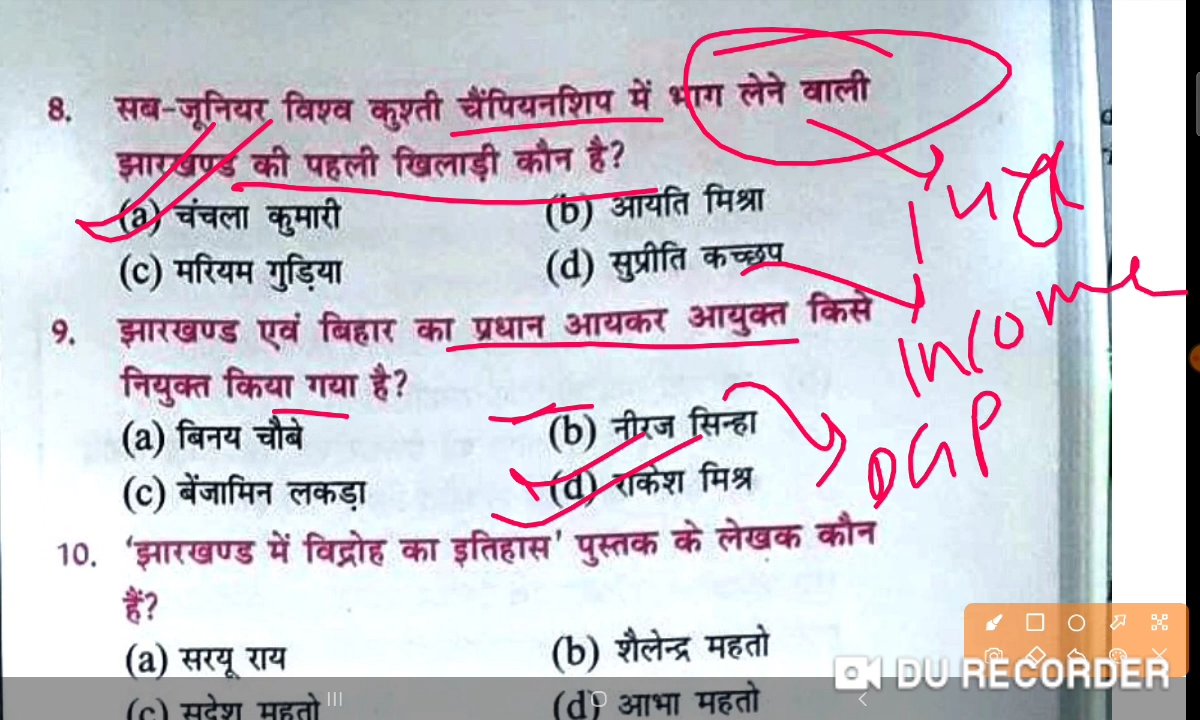 8. सब-जूनियर विश्व कुश्ती चैंपियनशिप में भाग लेने वाली
झारखण्ड की पहली खिलाड़ी कौन है?
(a) चंचला कुमारी (b) आयति मिश्रा
(c) मरियम गुड़िया (d) सुप्रीति कच्छप
9. झारखण्ड एवं बिहार का प्रधान आयकर आयुक्त किसे
नियुक्त किया गया है?
(a) बिनय चौबे (b) नीरज सिन्हा
(c) बेंजामिन लकड़ा (d) राकेश मिश्र
10. 'झारखण्ड में विद्रोह का इतिहास' पुस्तक के लेखक कौन
हैं?
(a) सरयू राय (b) शैलेन्द्र महतो
(c) सुदेश महतो (d) आभा महतो
Income
DGP
DU RECORDER